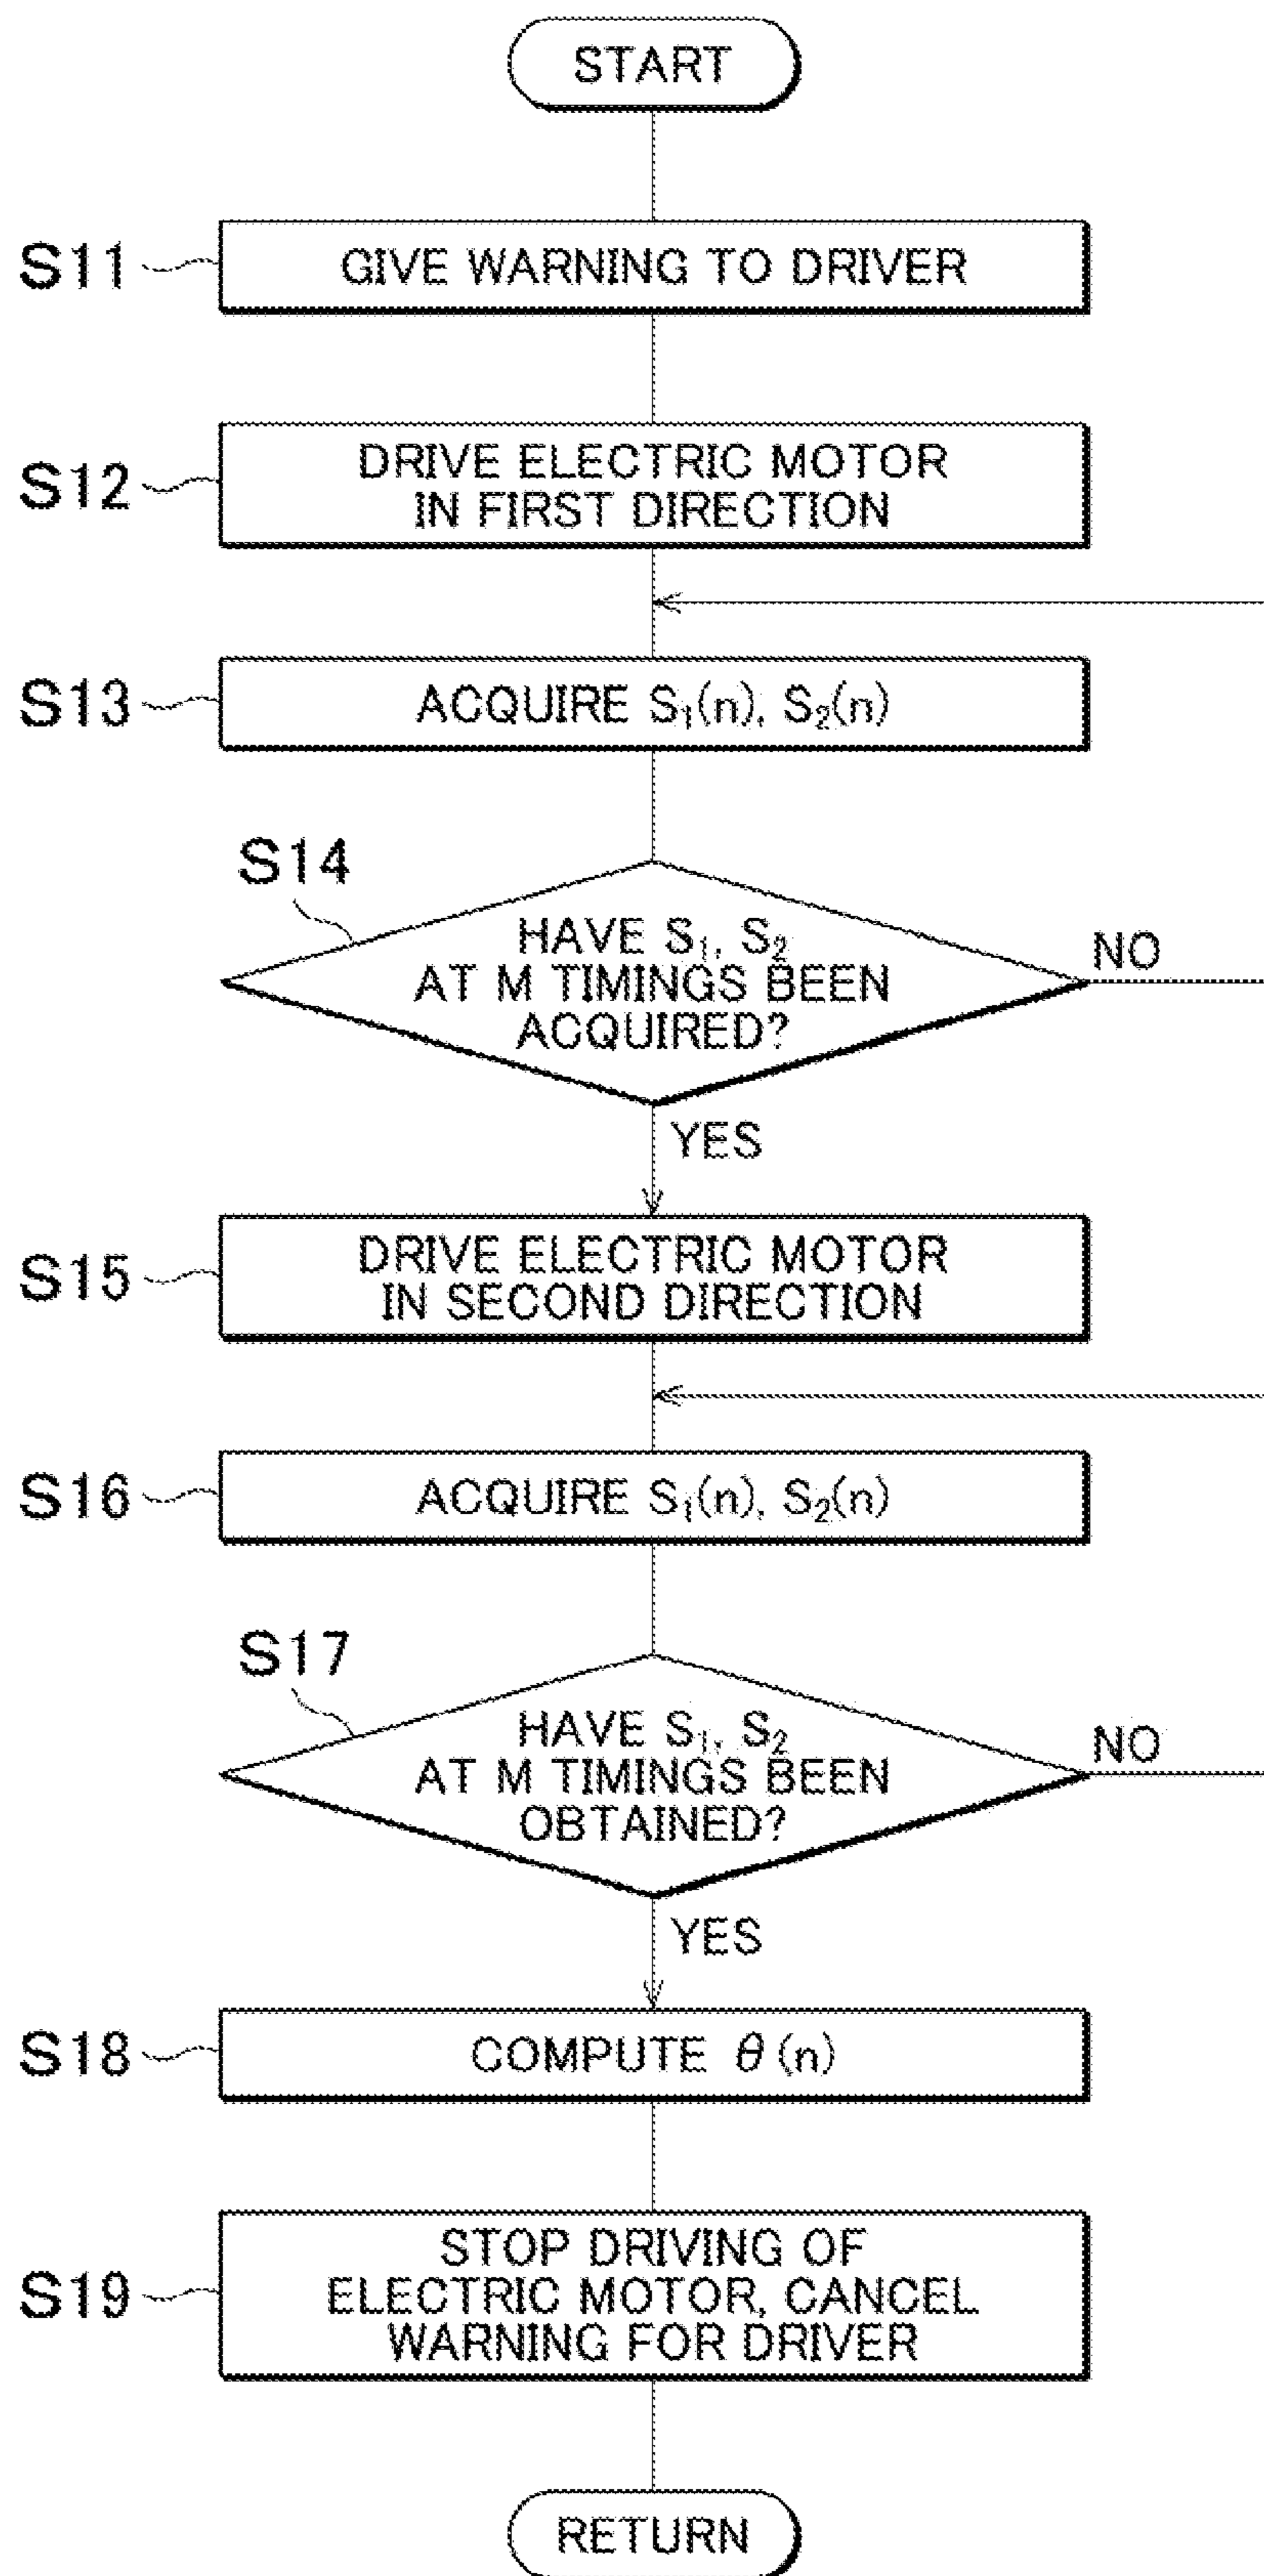 START
S11
GIVE WARNING TO DRIVER
S12
DRIVE ELECTRIC MOTOR
IN FIRST DIRECTION
S13
ACQUIRE S₁(n), S₂(n)
S14
HAVE S₁, S₂
AT M TIMINGS BEEN
ACQUIRED?
NO
YES
S15
DRIVE ELECTRIC MOTOR
IN SECOND DIRECTION
S16
ACQUIRE S₁(n), S₂(n)
S17
HAVE S₁, S₂
AT M TIMINGS BEEN
OBTAINED?
NO
YES
S18
COMPUTE θ(n)
S19
STOP DRIVING OF
ELECTRIC MOTOR, CANCEL
WARNING FOR DRIVER
RETURN